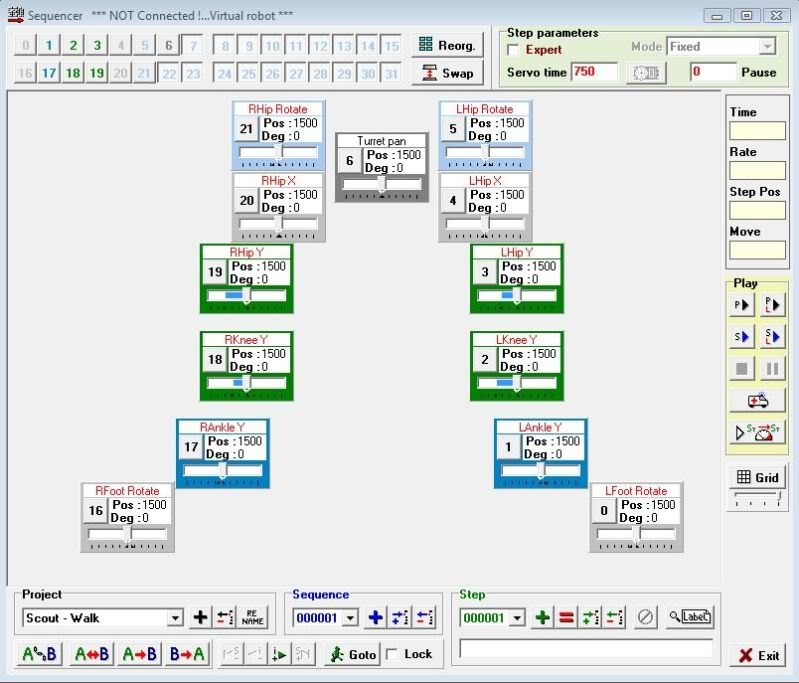 Sequencer *** NOT Connected !...Virtual robot ***
0 1 2 3 4 5 6 7 8 9 10 11 12 13 14 15 Reorg.
16 17 18 19 20 21 22 23 24 25 26 27 28 29 30 31 Swap
Step parameters
Expert Mode Fixed
Servo time 750 0 Pause
RHip Rotate
21 Pos :1500
Deg :0
LHip Rotate
5 Pos :1500
Deg :0
Turret pan
6 Pos :1500
Deg :0
RHip X
20 Pos :1500
Deg :0
LHip X
4 Pos :1500
Deg :0
RHip Y
19 Pos :1500
Deg :0
LHip Y
3 Pos :1500
Deg :0
RKnee Y
18 Pos :1500
Deg :0
LKnee Y
2 Pos :1500
Deg :0
RAnkle Y
17 Pos :1500
Deg :0
LAnkle Y
1 Pos :1500
Deg :0
RFoot Rotate
16 Pos :1500
Deg :0
LFoot Rotate
0 Pos :1500
Deg :0
Time
Rate
Step Pos
Move
Play
P P L
S S L
ST ST
Grid
Project
Scout - Walk
RE
NAME
Sequence
000001
Step
000001
Label
A B A B A B B A
Goto Lock
Exit